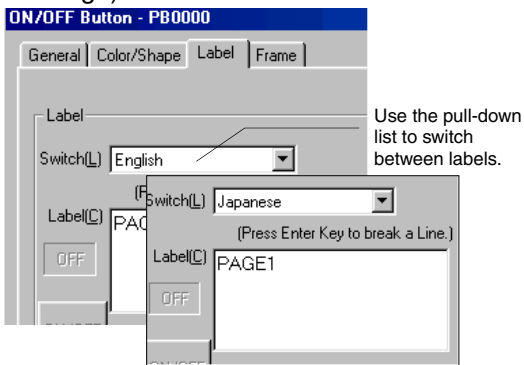 ON/OFF Button - PB0000
General Color/Shape Label Frame
Label
Use the pull-down
list to switch
between labels.
Switch(L) English
Switch(L) Japanese
(Press Enter Key to break a Line.)
Label(C)
Label(C) PAGE1
OFF
OFF